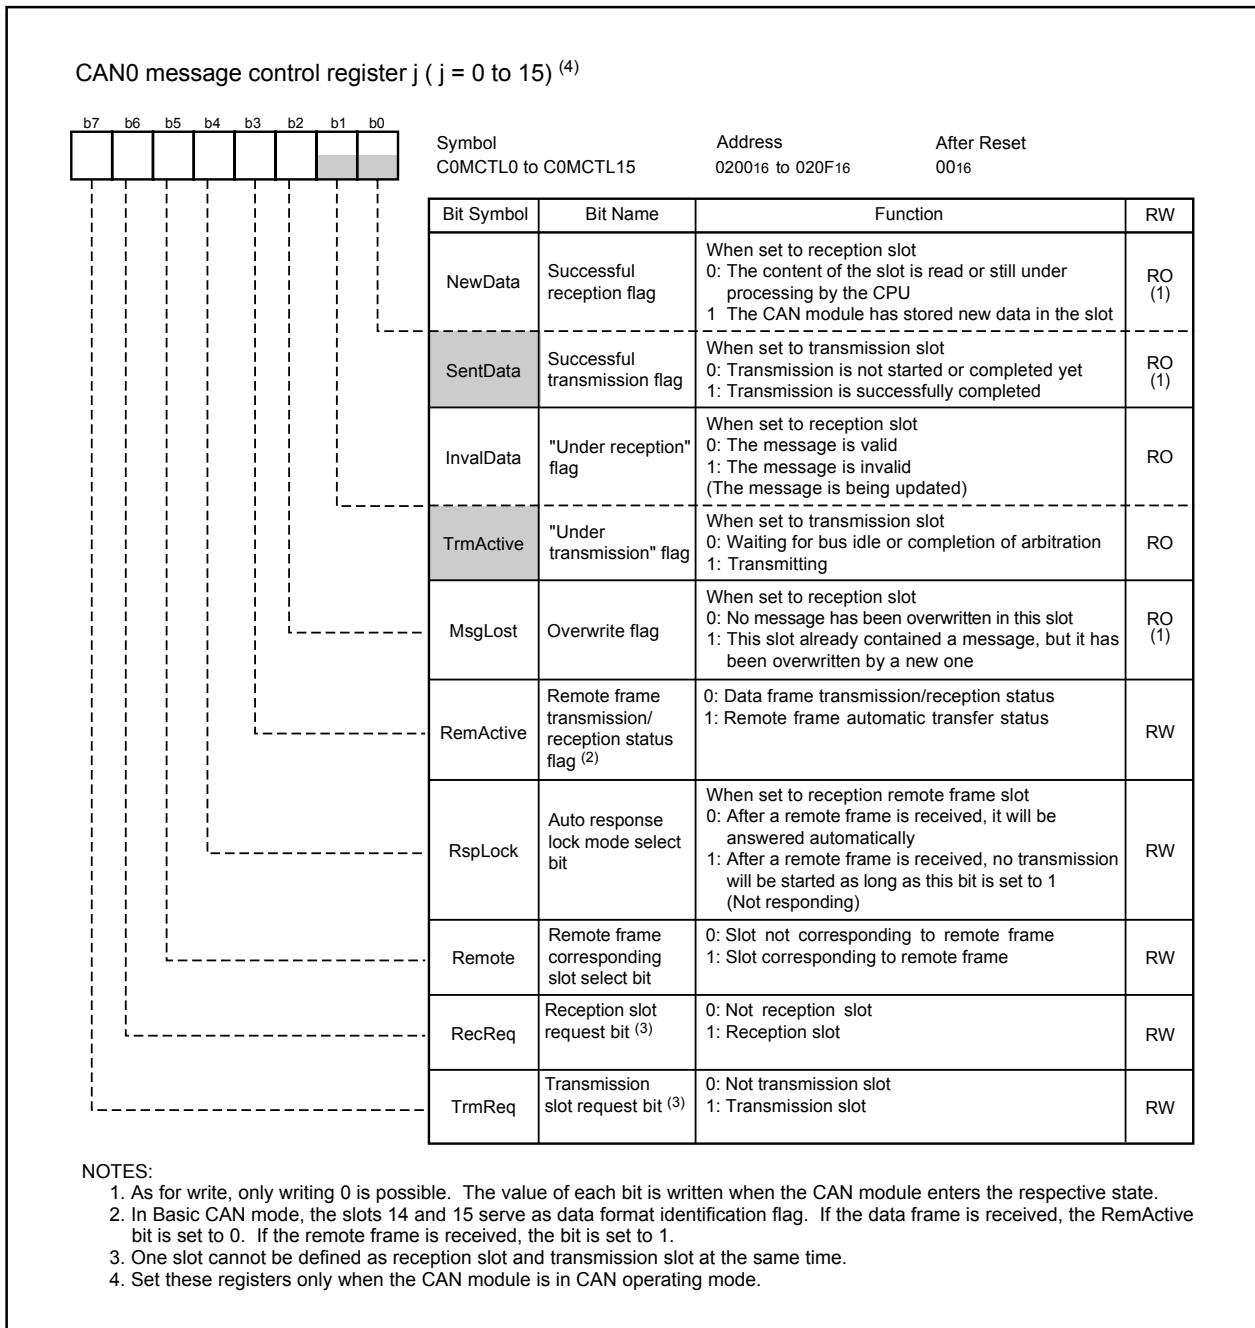 CAN0 message control register j ( j = 0 to 15) (4)
b7 b6 b5 b4 b3 b2 b1 b0
Symbol Address After Reset
C0MCTL0 to C0MCTL15 020016 to 020F16 0016
Bit Symbol Bit Name Function RW
NewData
Successful
reception flag
When set to reception slot
0: The content of the slot is read or still under
processing by the CPU
1 The CAN module has stored new data in the slot
RO
(1)
SentData
Successful
transmission flag
When set to transmission slot
0: Transmission is not started or completed yet
1: Transmission is successfully completed
RO
(1)
InvalData
"Under reception"
flag
When set to reception slot
0: The message is valid
1: The message is invalid
(The message is being updated)
RO
TrmActive
"Under
transmission" flag
When set to transmission slot
0: Waiting for bus idle or completion of arbitration
1: Transmitting
RO
MsgLost
Overwrite flag
When set to reception slot
0: No message has been overwritten in this slot
1: This slot already contained a message, but it has
been overwritten by a new one
RO
(1)
RemActive
Remote frame
transmission/
reception status
flag (2)
0: Data frame transmission/reception status
1: Remote frame automatic transfer status
RW
RspLock
Auto response
lock mode select
bit
When set to reception remote frame slot
0: After a remote frame is received, it will be
answered automatically
1: After a remote frame is received, no transmission
will be started as long as this bit is set to 1
(Not responding)
RW
Remote
Remote frame
corresponding
slot select bit
0: Slot not corresponding to remote frame
1: Slot corresponding to remote frame
RW
RecReq
Reception slot
request bit (3)
0: Not reception slot
1: Reception slot
RW
TrmReq
Transmission
slot request bit (3)
0: Not transmission slot
1: Transmission slot
RW
NOTES:
1. As for write, only writing 0 is possible. The value of each bit is written when the CAN module enters the respective state.
2. In Basic CAN mode, the slots 14 and 15 serve as data format identification flag. If the data frame is received, the RemActive
bit is set to 0. If the remote frame is received, the bit is set to 1.
3. One slot cannot be defined as reception slot and transmission slot at the same time.
4. Set these registers only when the CAN module is in CAN operating mode.